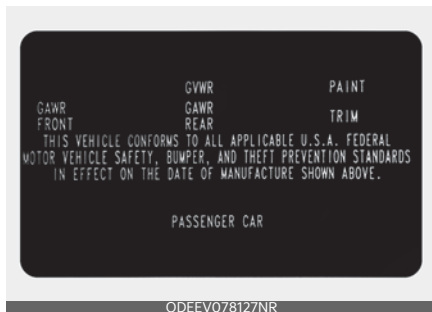 GVWR PAINT
GAWR FRONT GAWR REAR TRIM
THIS VEHICLE CONFORMS TO ALL APPLICABLE U.S.A. FEDERAL
MOTOR VEHICLE SAFETY, BUMPER, AND THEFT PREVENTION STANDARDS
IN EFFECT ON THE DATE OF MANUFACTURE SHOWN ABOVE.
PASSENGER CAR
ODEEV078127NR